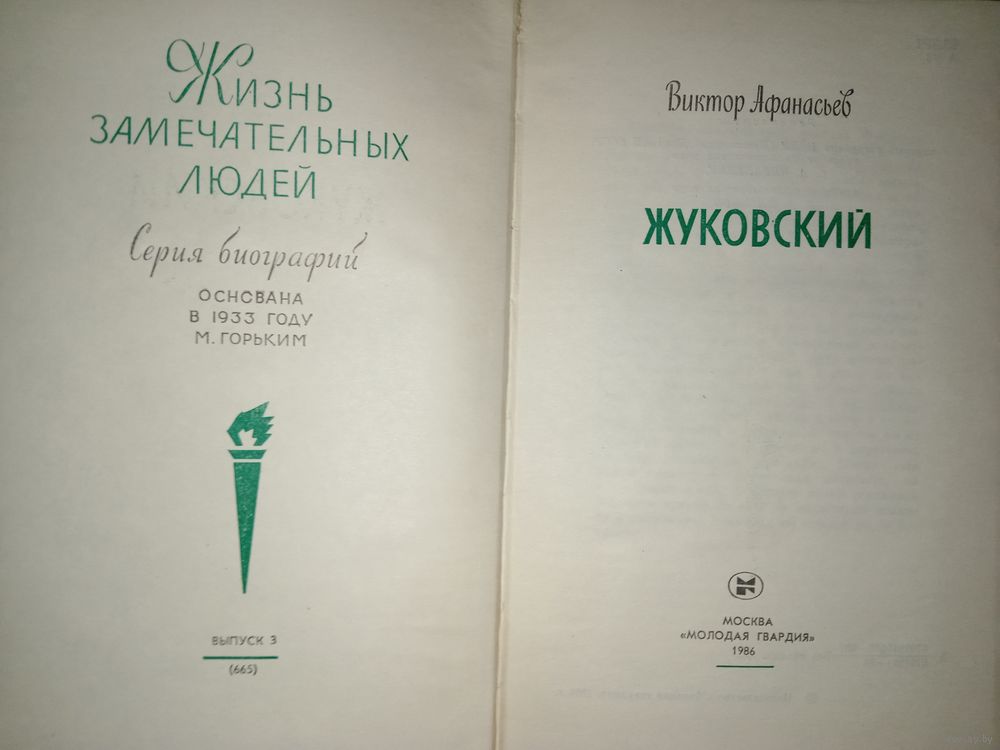 Жизнь
ЗАМЕЧАТЕЛЬНЫХ
ЛЮДЕЙ
Серия биографий
ОСНОВАНА
В 1933 ГОДУ
М. ГОРЬКИМ
ВЫПУСК 3
(665)
Виктор Афанасьев
ЖУКОВСКИЙ
МОСКВА
«МОЛОДАЯ ГВАРДИЯ»
1986